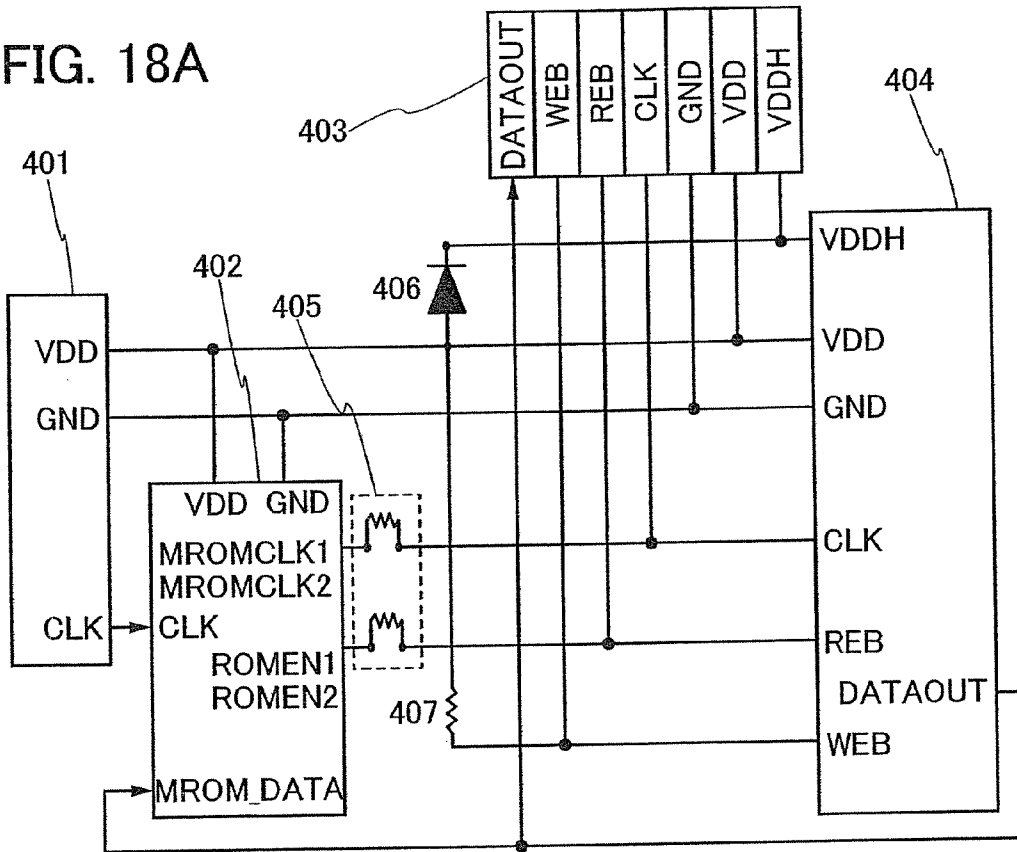 FIG. 18A
403
DATAOUT
WEB
REB
CLK
GND
VDD
VDDH
404
401
402
405
406
VDDH
VDD
VDD
GND
GND
VDD GND
MROMCLK1
CLK
MROMCLK2
CLK
CLK
REB
ROMEN1
ROMEN2
DATAOUT
407
WEB
MROM_DATA